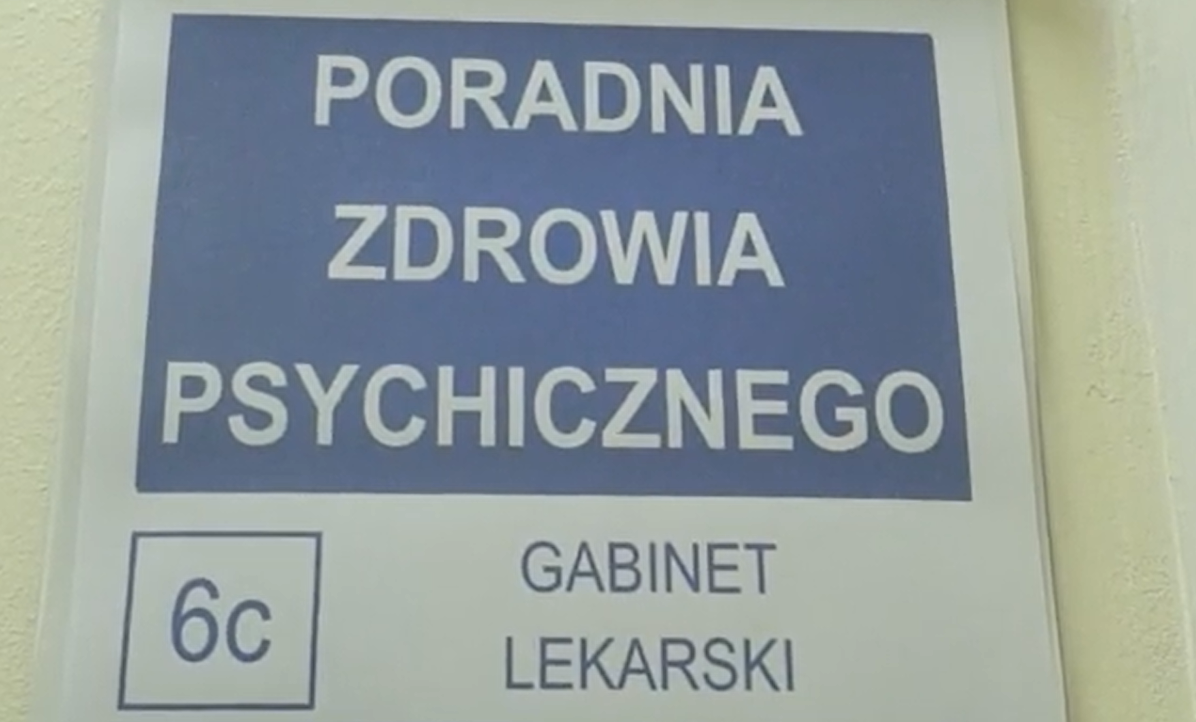 PORADNIA
ZDROWIA
PSYCHICZNEGO
6c
GABINET
LEKARSKI